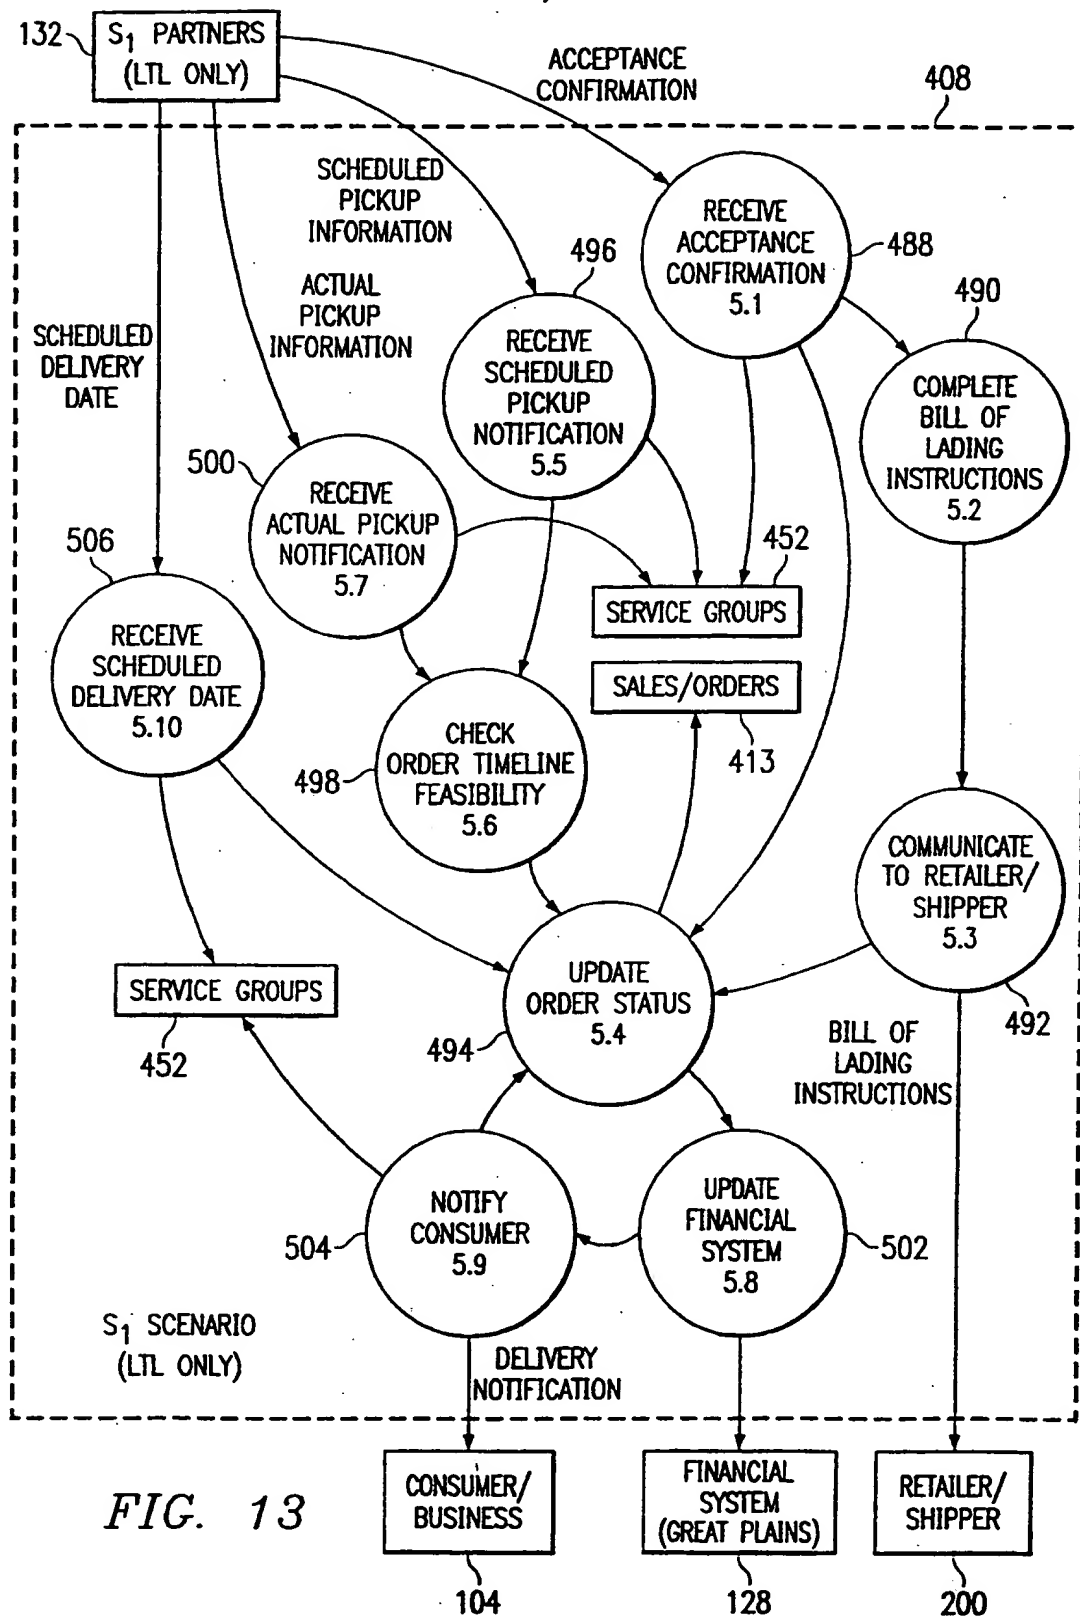 132
S1 PARTNERS
(LTL ONLY)
ACCEPTANCE
CONFIRMATION
408
SCHEDULED
PICKUP
INFORMATION
RECEIVE
ACCEPTANCE
CONFIRMATION
5.1
488
496
ACTUAL
PICKUP
INFORMATION
490
SCHEDULED
DELIVERY
DATE
RECEIVE
SCHEDULED
PICKUP
NOTIFICATION
5.5
COMPLETE
BILL OF
LADING
INSTRUCTIONS
5.2
500
RECEIVE
ACTUAL PICKUP
NOTIFICATION
5.7
506
452
SERVICE GROUPS
RECEIVE
SCHEDULED
DELIVERY DATE
5.10
SALES/ORDERS
413
CHECK
ORDER TIMELINE
FEASIBILITY
5.6
498
COMMUNICATE
TO RETAILER/
SHIPPER
5.3
492
SERVICE GROUPS
452
UPDATE
ORDER STATUS
5.4
494
BILL OF
LADING
INSTRUCTIONS
NOTIFY
CONSUMER
5.9
504
UPDATE
FINANCIAL
SYSTEM
5.8
502
S1 SCENARIO
(LTL ONLY)
DELIVERY
NOTIFICATION
CONSUMER/
BUSINESS
104
FINANCIAL
SYSTEM
(GREAT PLAINS)
128
RETAILER/
SHIPPER
200
FIG. 13